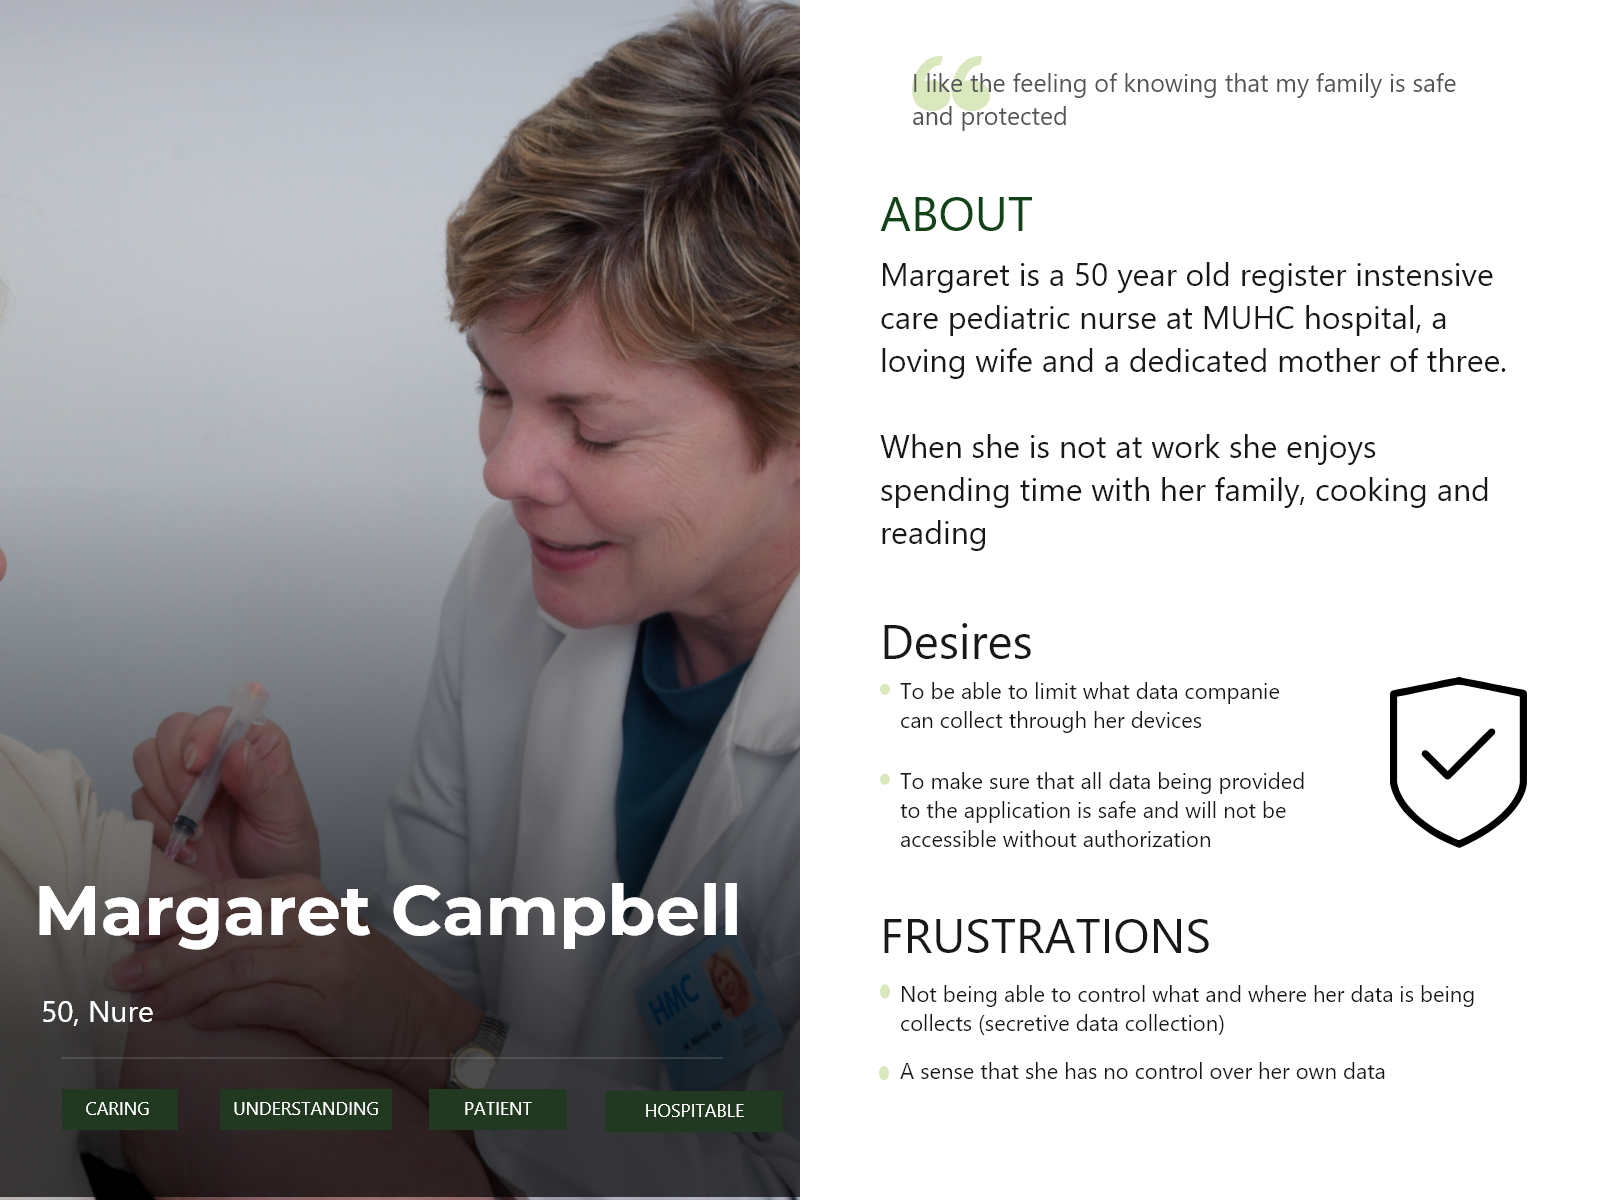 Margaret Campbell
50, Nure
CARING
UNDERSTANDING
PATIENT
HOSPITABLE
HMC
I like the feeling of knowing that my family is safe
and protected
ABOUT
Margaret is a 50 year old register instensive
care pediatric nurse at MUHC hospital, a
loving wife and a dedicated mother of three.
When she is not at work she enjoys
spending time with her family, cooking and
reading
Desires
To be able to limit what data companie
can collect through her devices
To make sure that all data being provided
to the application is safe and will not be
accessible without authorization
FRUSTRATIONS
Not being able to control what and where her data is being
collects (secretive data collection)
A sense that she has no control over her own data